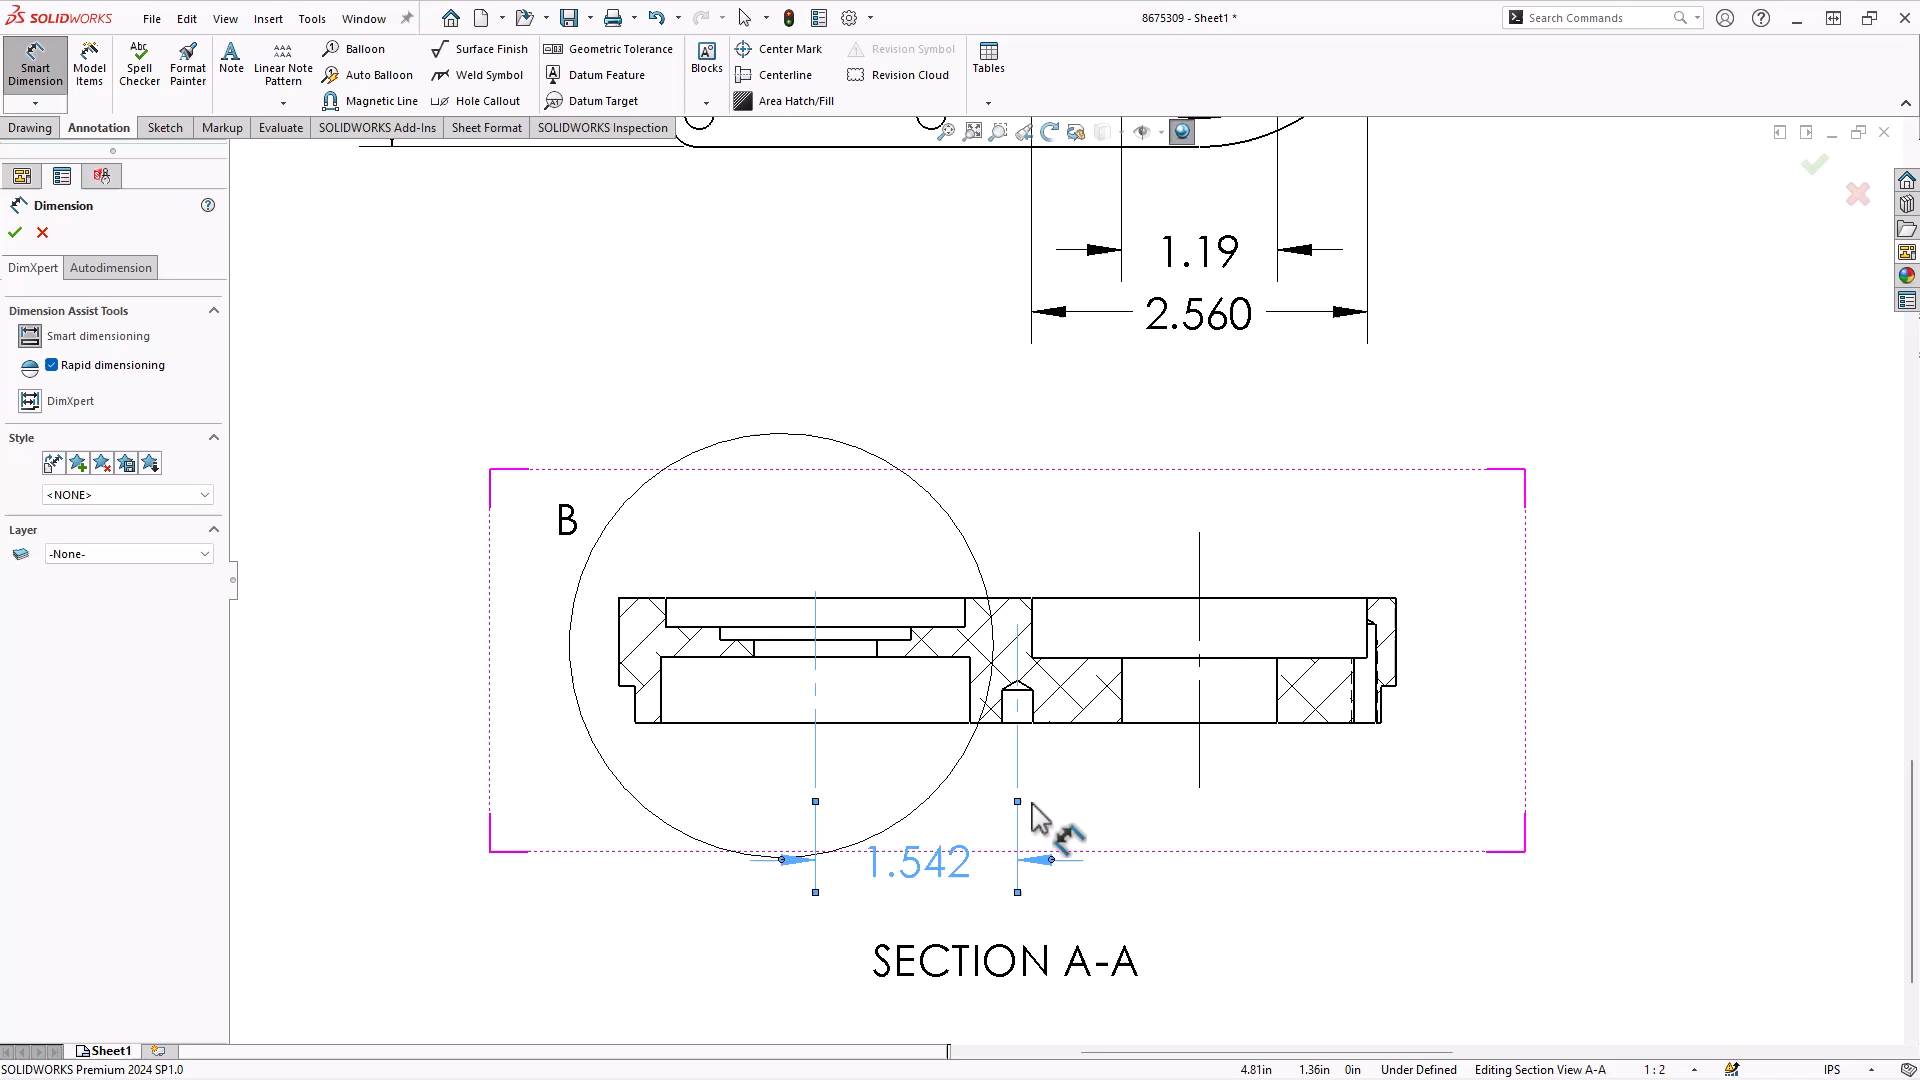 SOLIDWORKS File Edit View Insert Tools Window 8675309 - Sheet1 * Search Commands
Smart Dimension
Model Items
Spell Checker
Format Painter
Note
Linear Note Pattern
Balloon
Auto Balloon
Magnetic Line
Surface Finish
Weld Symbol
Hole Callout
Geometric Tolerance
Datum Feature
Datum Target
Blocks
Center Mark
Centerline
Area Hatch/Fill
Revision Symbol
Revision Cloud
Tables
Drawing Annotation Sketch Markup Evaluate SOLIDWORKS Add-Ins Sheet Format SOLIDWORKS Inspection
Dimension
DimXpert Autodimension
Dimension Assist Tools
Smart dimensioning
Rapid dimensioning
DimXpert
Style
<NONE>
Layer
-None-
1.19
2.560
B
1.542
SECTION A-A
Sheet1
SOLIDWORKS Premium 2024 SP1.0 4.81in 1.36in 0in Under Defined Editing Section View A-A 1 : 2 IPS